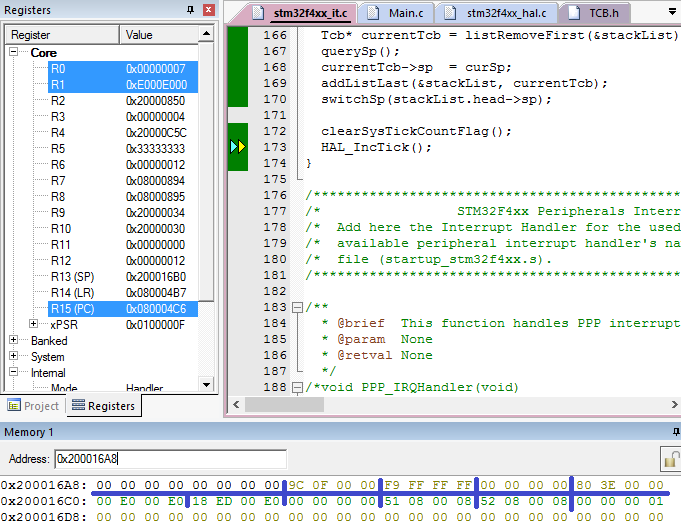 Registers
Register Value
Core
R0 0x00000007
R1 0xE000E000
R2 0x20000850
R3 0x00000004
R4 0x20000C5C
R5 0x33333333
R6 0x00000012
R7 0x08000894
R8 0x08000895
R9 0x20000034
R10 0x20000030
R11 0x00000000
R12 0x00000012
R13 (SP) 0x200016B0
R14 (LR) 0x080004B7
R15 (PC) 0x080004C6
xPSR 0x0100000F
Banked
System
Internal
Mode Handler
Project Registers
stm32f4xx_it.c Main.c stm32f4xx_hal.c TCB.h
166 Tcb* currentTcb = listRemoveFirst(&stackList)
167 querySp();
168 currentTcb->sp = curSp;
169 addListLast(&stackList, currentTcb);
170 switchSp(stackList.head->sp);
171
172 clearSysTickCountFlag();
173 HAL_IncTick();
174 }
175
176 /************************************************
177 /* STM32F4xx Peripherals Interr
178 /* Add here the Interrupt Handler for the used
179 /* available peripheral interrupt handler's na
180 /* file (startup_stm32f4xx.s).
181 /************************************************
182
183 /**
184 * @brief This function handles PPP interrupt
185 * @param None
186 * @retval None
187 */
188 /*void PPP_IRQHandler(void)
Memory 1
Address: 0x200016A8
0x200016A8: 00 00 00 00 00 00 00 00 9C 0F 00 00 F9 FF FF FF 00 00 00 00 80 3E 00 00
0x200016C0: 00 E0 00 E0 18 ED 00 E0 00 00 00 00 51 08 00 08 52 08 00 08 00 00 00 01
0x200016D8: 00 00 00 00 00 00 00 00 00 00 00 00 00 00 00 00 00 00 00 00 00 00 00 00